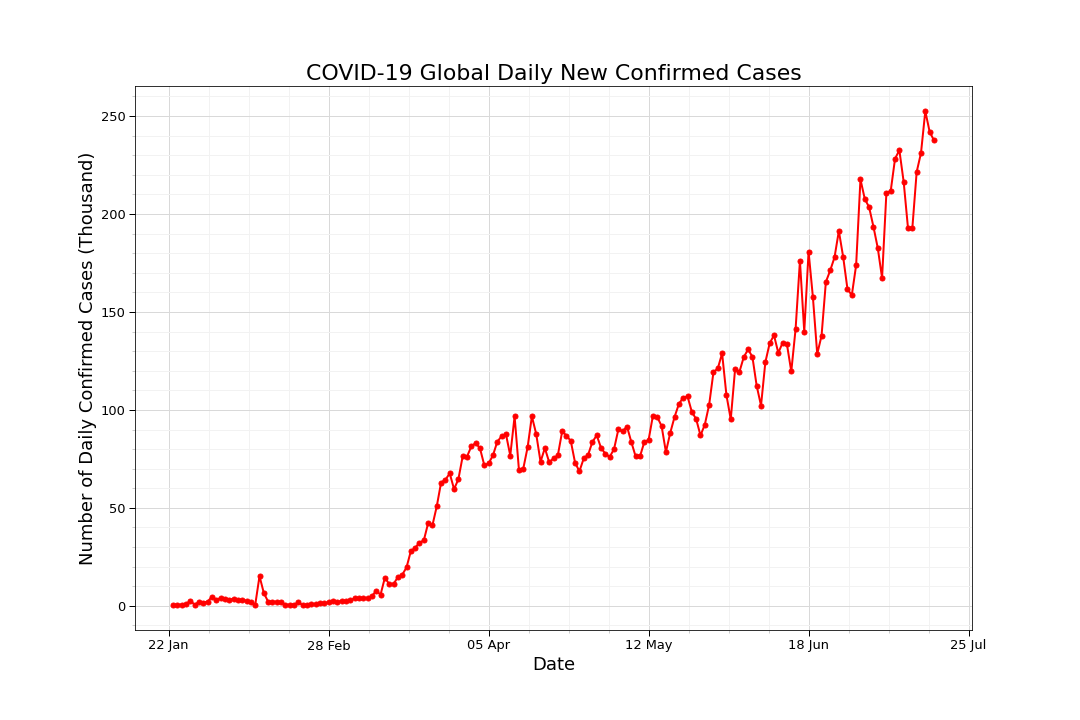 COVID-19 Global Daily New Confirmed Cases
Number of Daily Confirmed Cases (Thousand)
250
200
150
100
50
0
22 Jan 28 Feb 05 Apr 12 May 18 Jun 25 Jul
Date